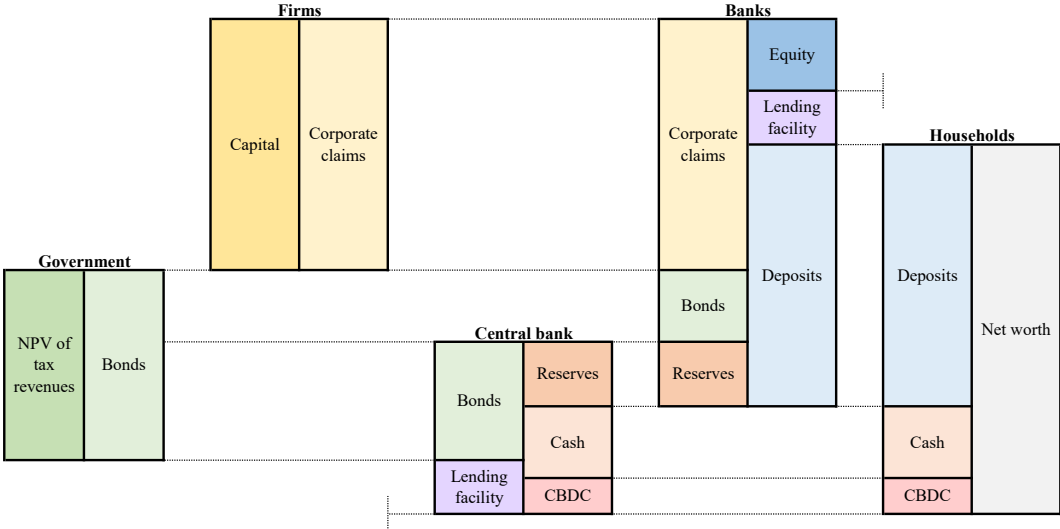 Firms
Banks
Equity
Lending
facility
Capital
Corporate
claims
Corporate
claims
Households
Government
Deposits
Deposits
Bonds
Net worth
NPV of
tax
revenues
Bonds
Central bank
Bonds
Reserves
Reserves
Cash
Cash
Lending
facility
CBDC
CBDC